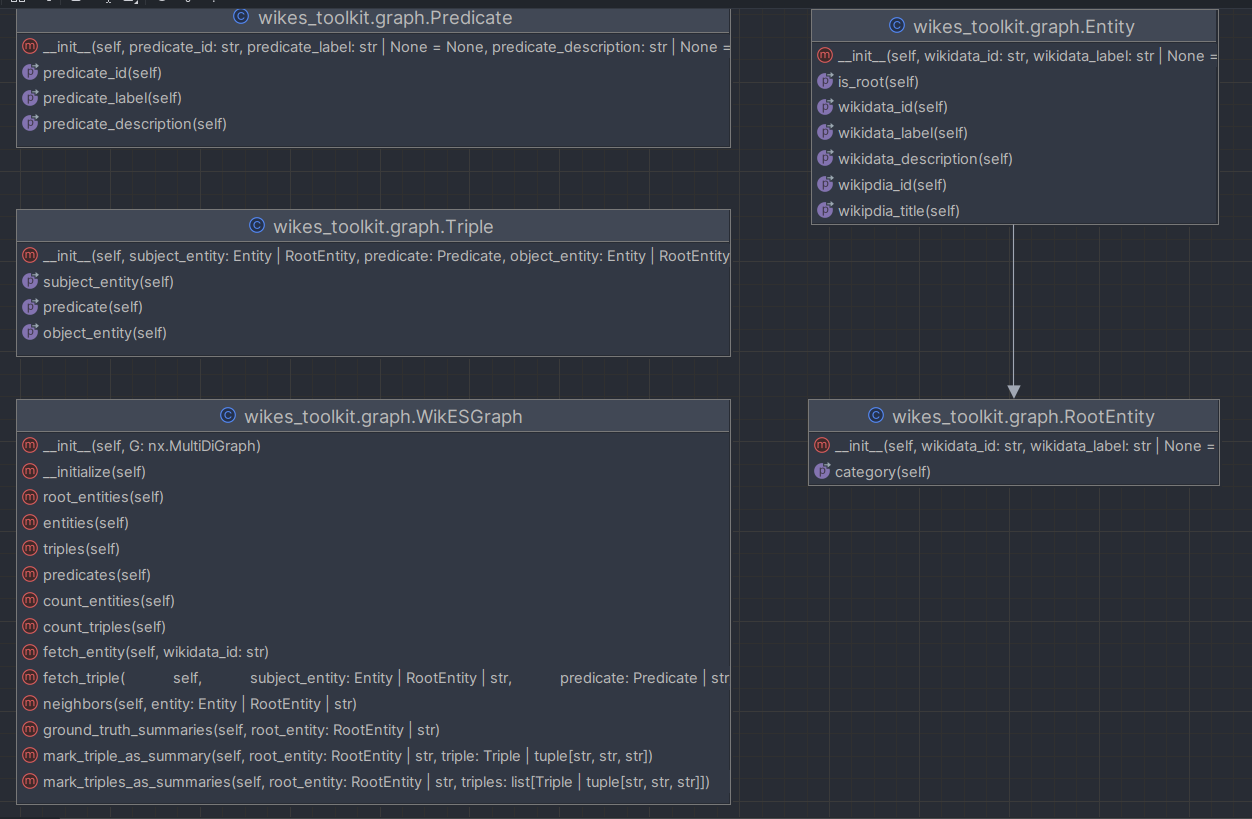 wikes_toolkit.graph.Predicate
__init__(self, predicate_id: str, predicate_label: str | None = None, predicate_description: str | None =
predicate_id(self)
predicate_label(self)
predicate_description(self)
wikes_toolkit.graph.Entity
__init__(self, wikidata_id: str, wikidata_label: str | None =
is_root(self)
wikidata_id(self)
wikidata_label(self)
wikidata_description(self)
wikipdia_id(self)
wikipdia_title(self)
wikes_toolkit.graph.Triple
__init__(self, subject_entity: Entity | RootEntity, predicate: Predicate, object_entity: Entity | RootEntity
subject_entity(self)
predicate(self)
object_entity(self)
wikes_toolkit.graph.WikESGraph
__init__(self, G: nx.MultiDiGraph)
__initialize(self)
root_entities(self)
entities(self)
triples(self)
predicates(self)
count_entities(self)
count_triples(self)
fetch_entity(self, wikidata_id: str)
fetch_triple( self, subject_entity: Entity | RootEntity | str, predicate: Predicate | str
neighbors(self, entity: Entity | RootEntity | str)
ground_truth_summaries(self, root_entity: RootEntity | str)
mark_triple_as_summary(self, root_entity: RootEntity | str, triple: Triple | tuple[str, str, str])
mark_triples_as_summaries(self, root_entity: RootEntity | str, triples: list[Triple | tuple[str, str, str]])
wikes_toolkit.graph.RootEntity
__init__(self, wikidata_id: str, wikidata_label: str | None =
category(self)